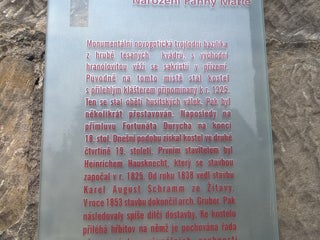 Narození Panny Marie
Monumentální novogotická trojlodní bazilika
z hrubě tesaných kvádrů, s východní
hranolovitou věží se sakristií v přízemí.
Původně na tomto místě stál kostel
s přilehlým klášterem připomínaný k r. 1325.
Ten se stal obětí husitských válek. Pak byl
několikrát přestavován. Naposledy na
přímluvu Fortunáta Durycha na konci
18. stol. Dnešní podobu získal kostel ve druhé
čtvrtině 19. století. Prvním stavitelem byl
Heinrichem Hausknecht, který se stavbou
započal v r. 1825. Od roku 1838 vedl stavbu
Karel August Schramm ze Žitavy.
V roce 1853 stavbu dokončil arch. Gruber. Pak
následovaly spíše dílčí dostavby. Ke kostelu
přiléhá hřbitov na němž je pochována řada